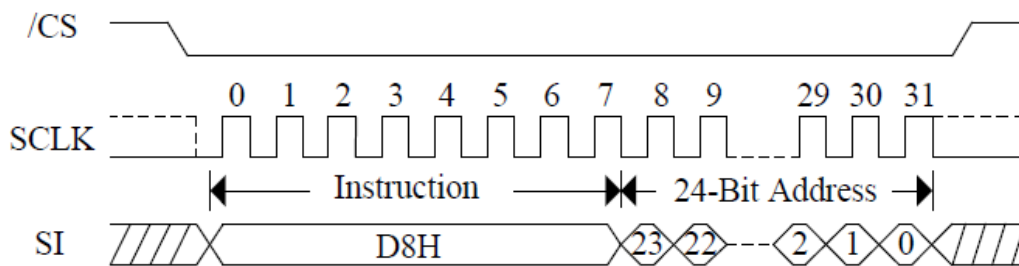 /CS
0 1 2 3 4 5 6 7 8 9 29 30 31
SCLK
Instruction 24-Bit Address
SI D8H 23 22 2 1 0